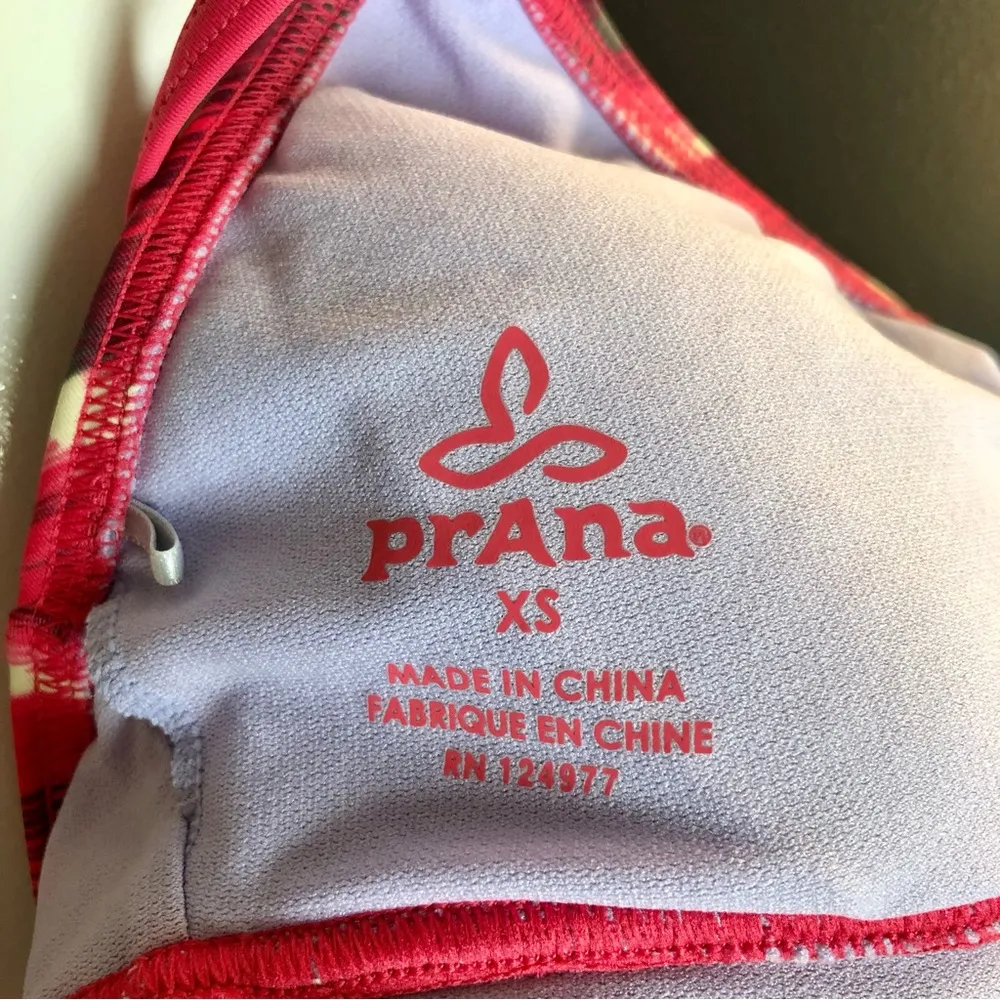 prAna®
XS
MADE IN CHINA
FABRIQUE EN CHINE
RN 124977